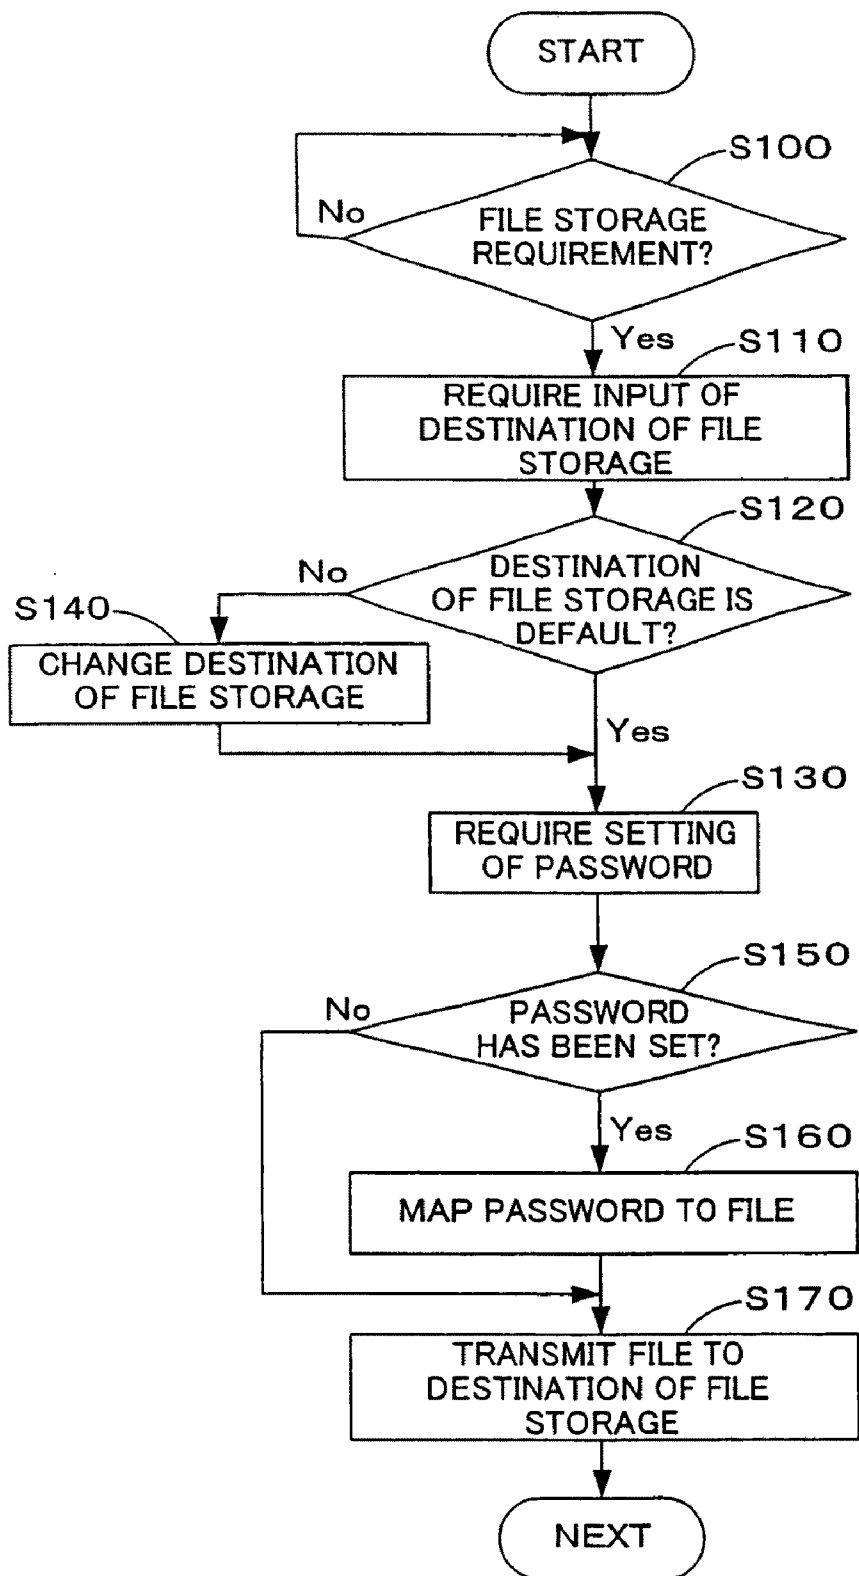 START
S100
No
FILE STORAGE
REQUIREMENT?
Yes
S110
REQUIRE INPUT OF
DESTINATION OF FILE
STORAGE
S120
No
DESTINATION
OF FILE STORAGE IS
DEFAULT?
S140
CHANGE DESTINATION
OF FILE STORAGE
Yes
S130
REQUIRE SETTING
OF PASSWORD
S150
No
PASSWORD
HAS BEEN SET?
Yes
S160
MAP PASSWORD TO FILE
S170
TRANSMIT FILE TO
DESTINATION OF FILE
STORAGE
NEXT